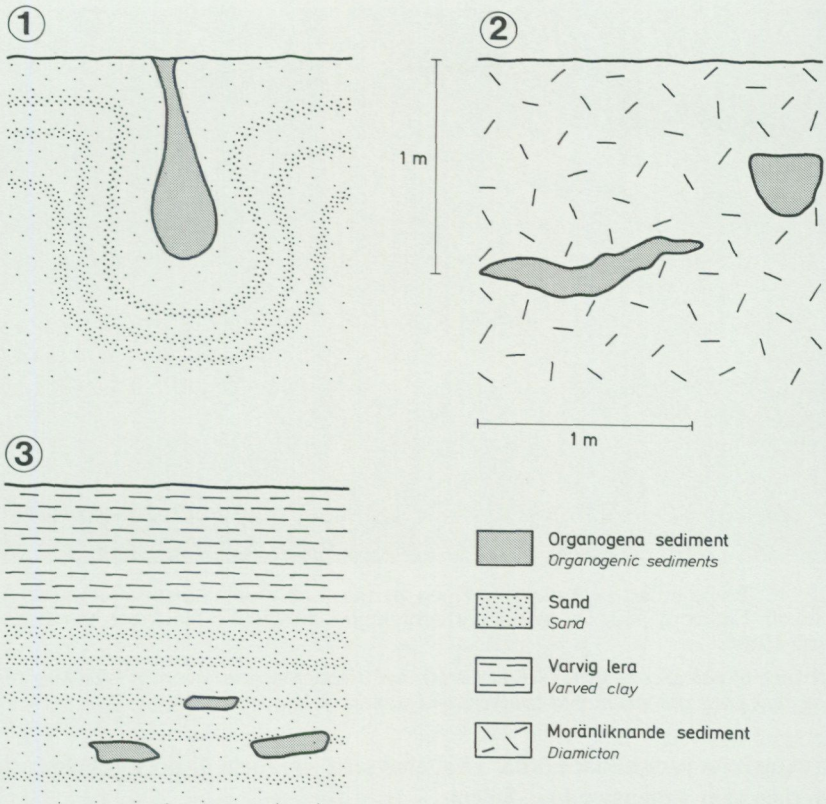 1
2
1 m
1 m
3
Organogena sediment
Organogenic sediments
Sand
Sand
Varvig lera
Varved clay
Moränliknande sediment
Diamicton